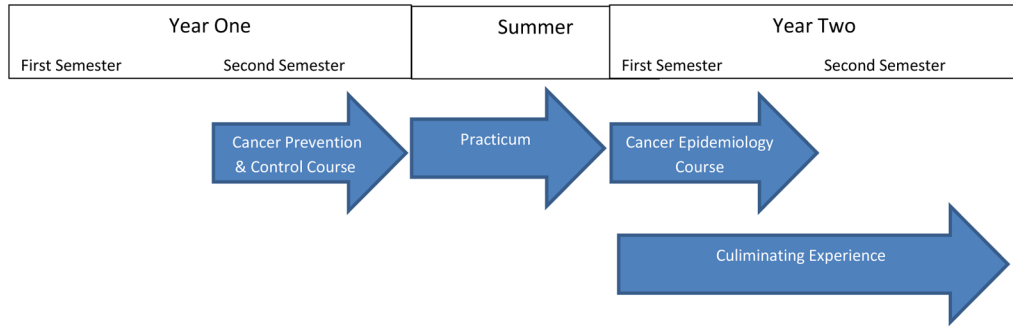 Year One
Summer
Year Two
First Semester
Second Semester
First Semester
Second Semester
Cancer Prevention
& Control Course
Practicum
Cancer Epidemiology
Course
Culiminating Experience